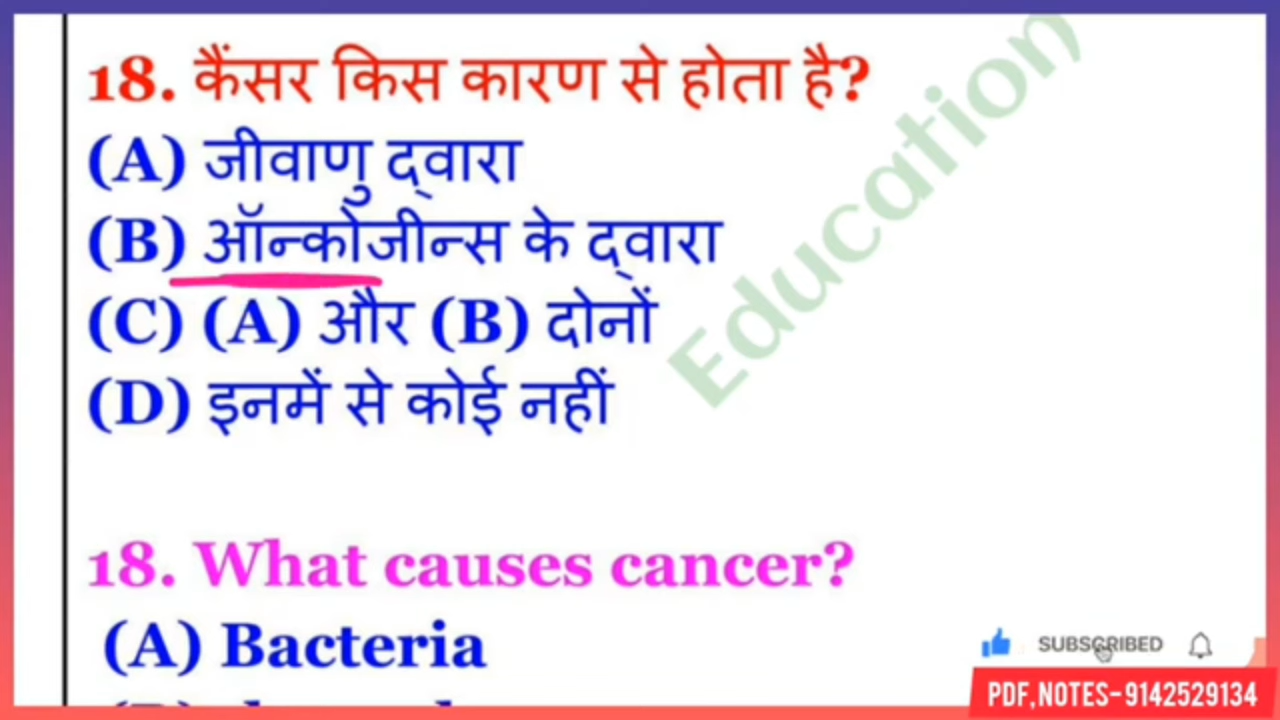 18. कैंसर किस कारण से होता है?
(A) जीवाणु द्वारा
(B) ऑन्कोजीन्स के द्वारा
(C) (A) और (B) दोनों
(D) इनमें से कोई नहीं
Education
18. What causes cancer?
(A) Bacteria
SUBSCRIBED
PDF,NOTES-9142529134